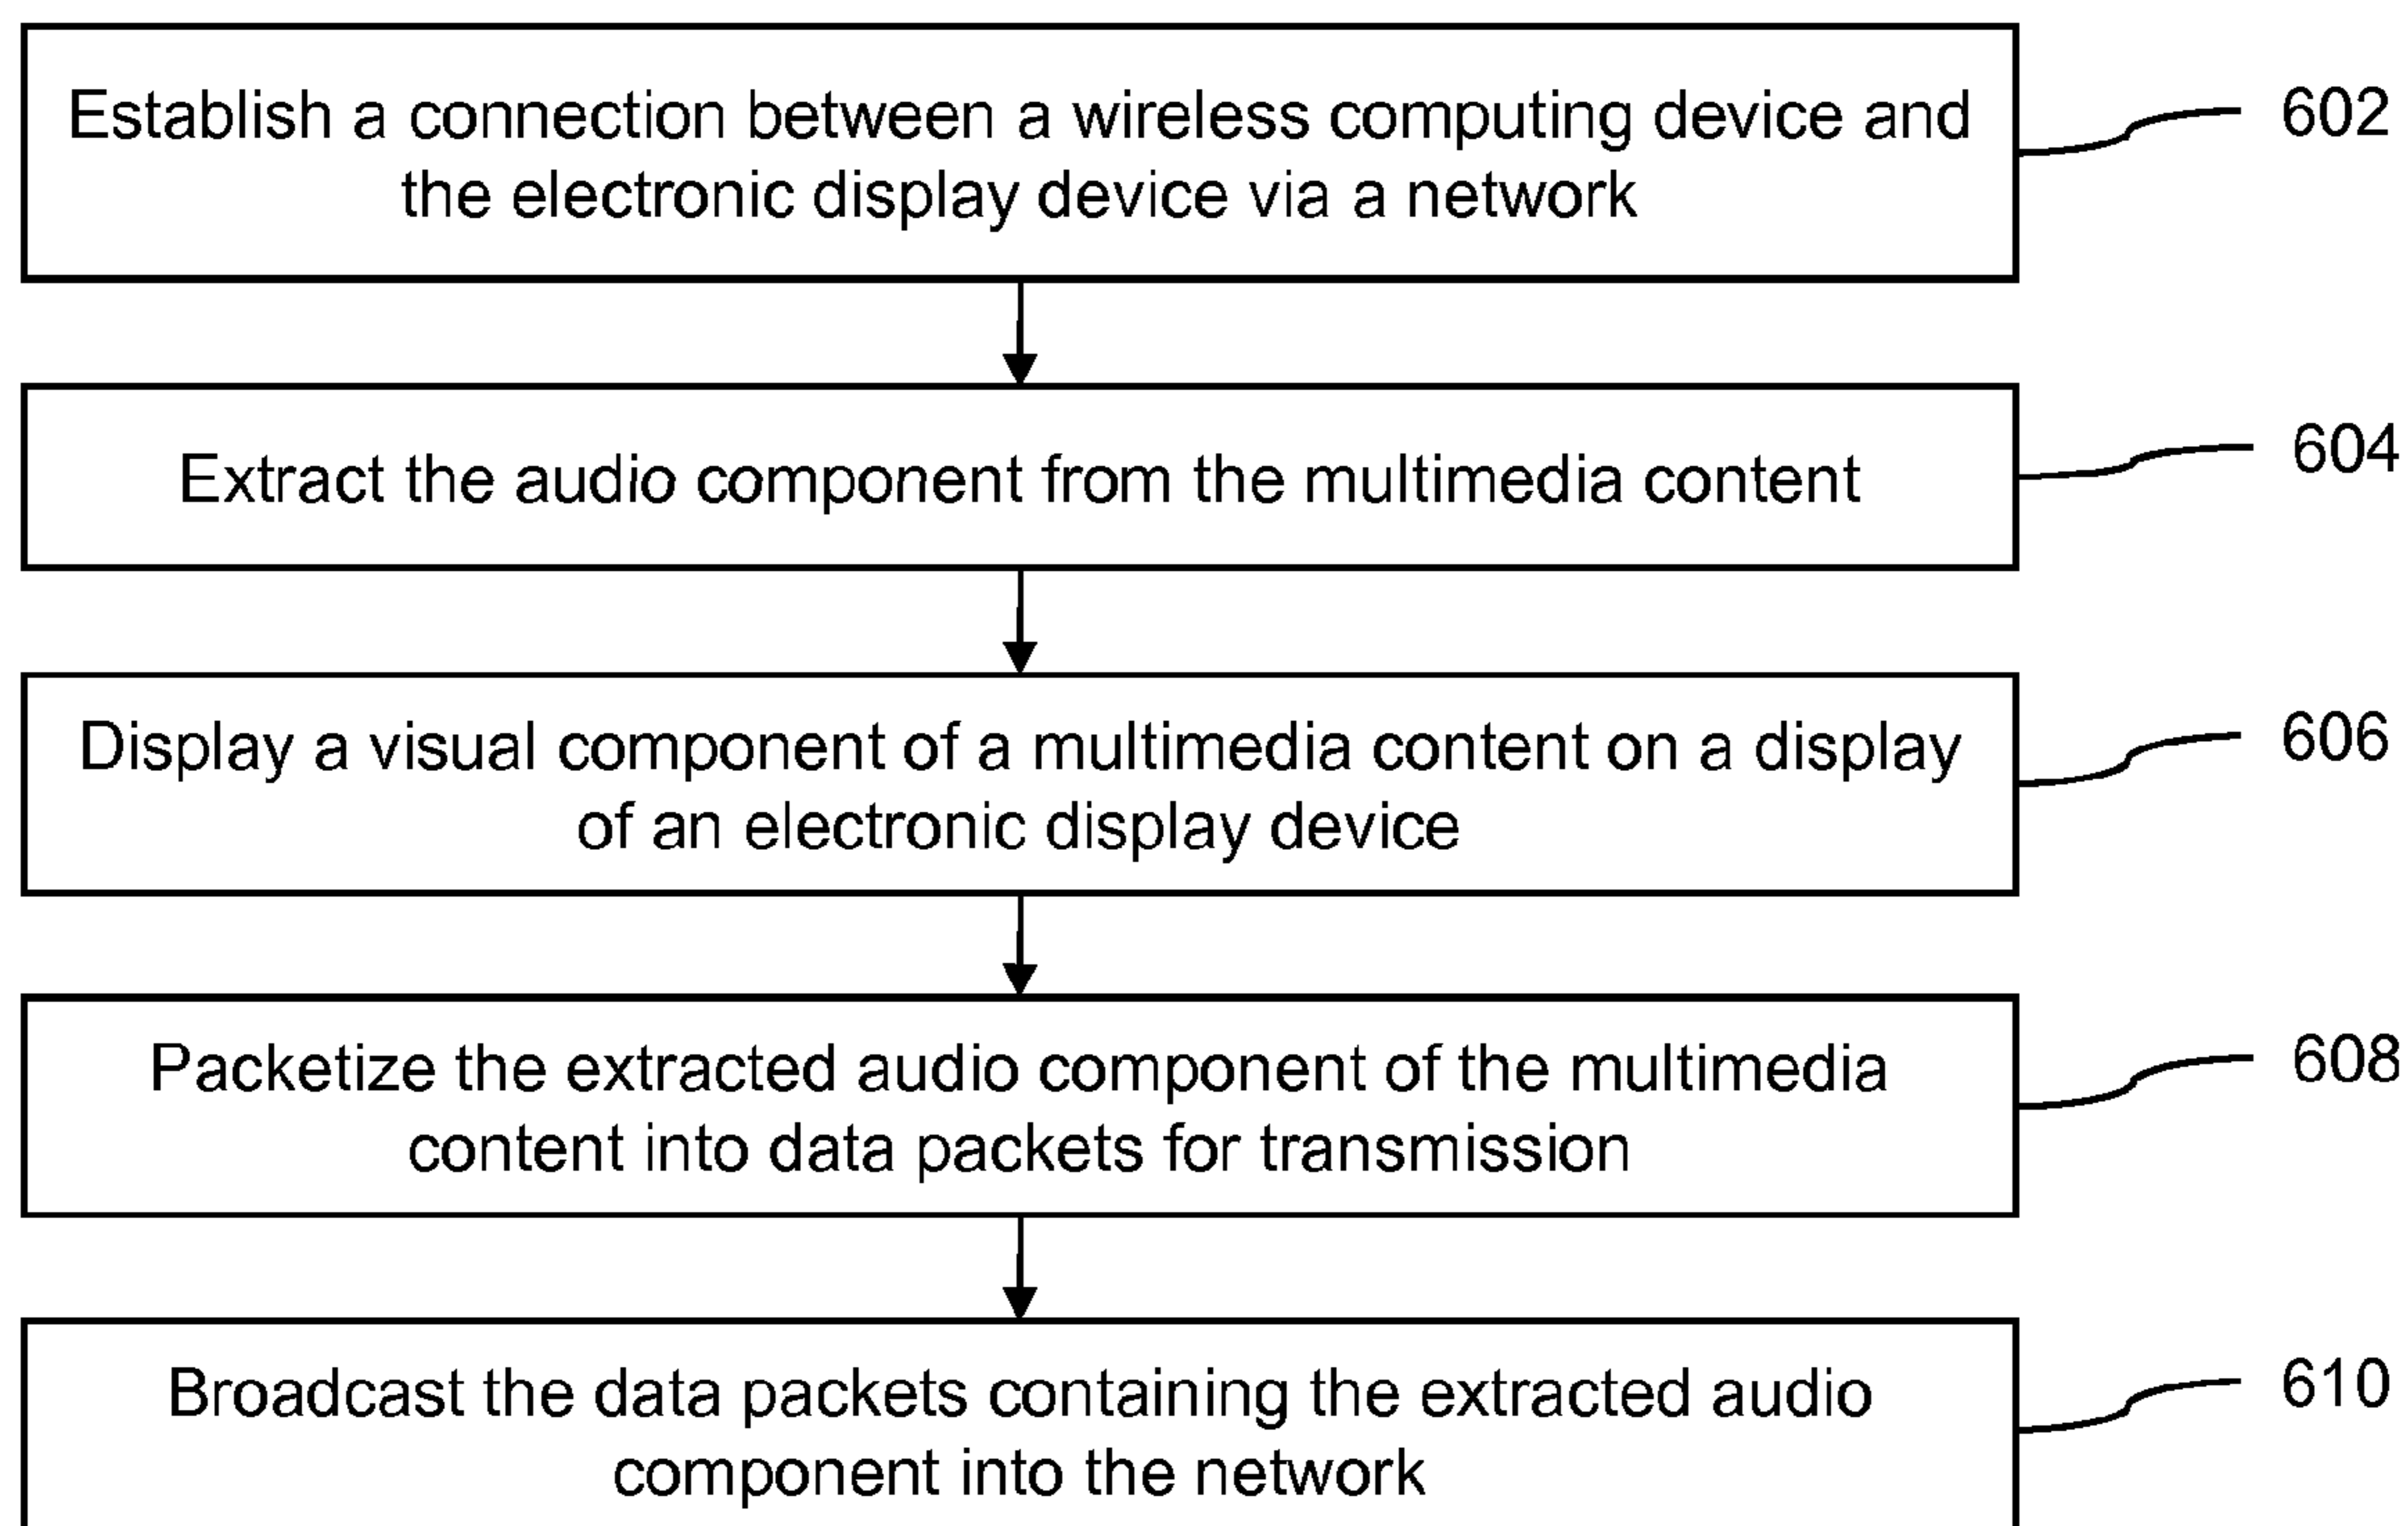 Establish a connection between a wireless computing device and
the electronic display device via a network
602
Extract the audio component from the multimedia content
604
Display a visual component of a multimedia content on a display
of an electronic display device
606
Packetize the extracted audio component of the multimedia
content into data packets for transmission
608
Broadcast the data packets containing the extracted audio
component into the network
610